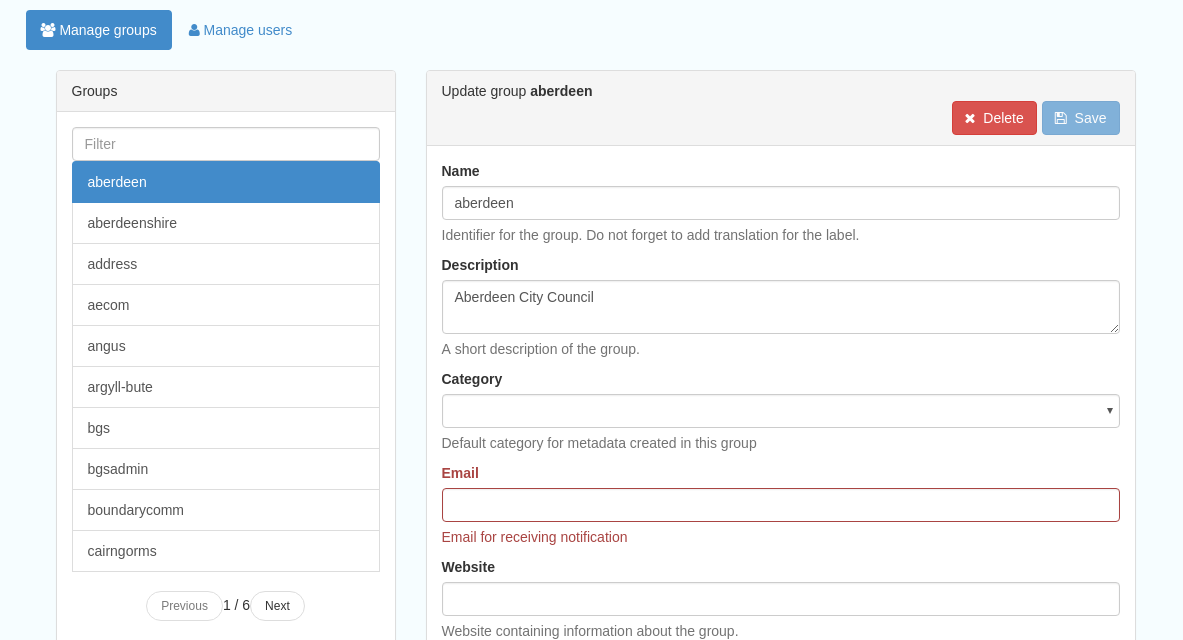 Manage groups Manage users
Groups
Filter
aberdeen
aberdeenshire
address
aecom
angus
argyll-bute
bgs
bgsadmin
boundarycomm
cairngorms
Previous 1 / 6 Next
Update group aberdeen
Delete Save
Name
aberdeen
Identifier for the group. Do not forget to add translation for the label.
Description
Aberdeen City Council
A short description of the group.
Category
Default category for metadata created in this group
Email
Email for receiving notification
Website
Website containing information about the group.